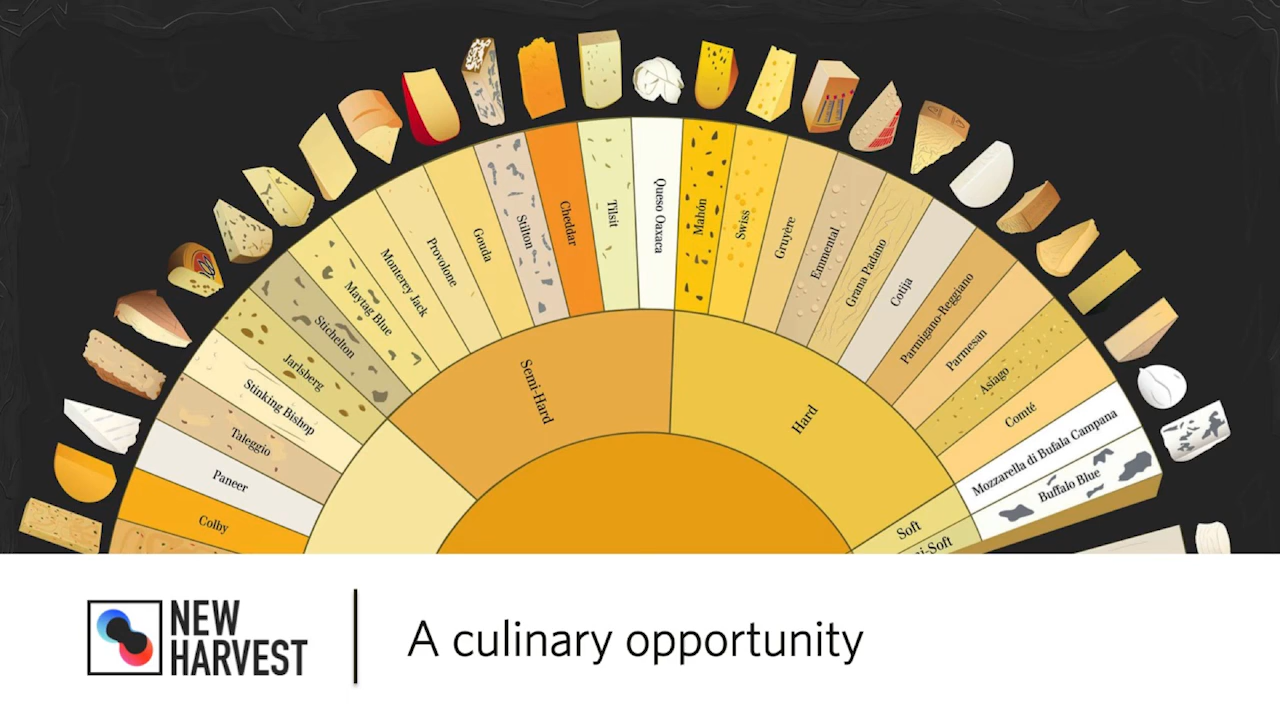 Colby
Paneer
Taleggio
Stinking Bishop
Jarlsberg
Stichelton
Maytag Blue
Monterey Jack
Provolone
Gouda
Stilton
Cheddar
Tilsit
Queso Oaxaca
Mahón
Swiss
Gruyère
Emmental
Grana Padano
Cotija
Parmigano-Reggiano
Parmesan
Asiago
Comté
Mozzarella di Bufala Campana
Buffalo Blue
Semi-Hard
Hard
Soft
NEW
HARVEST
A culinary opportunity